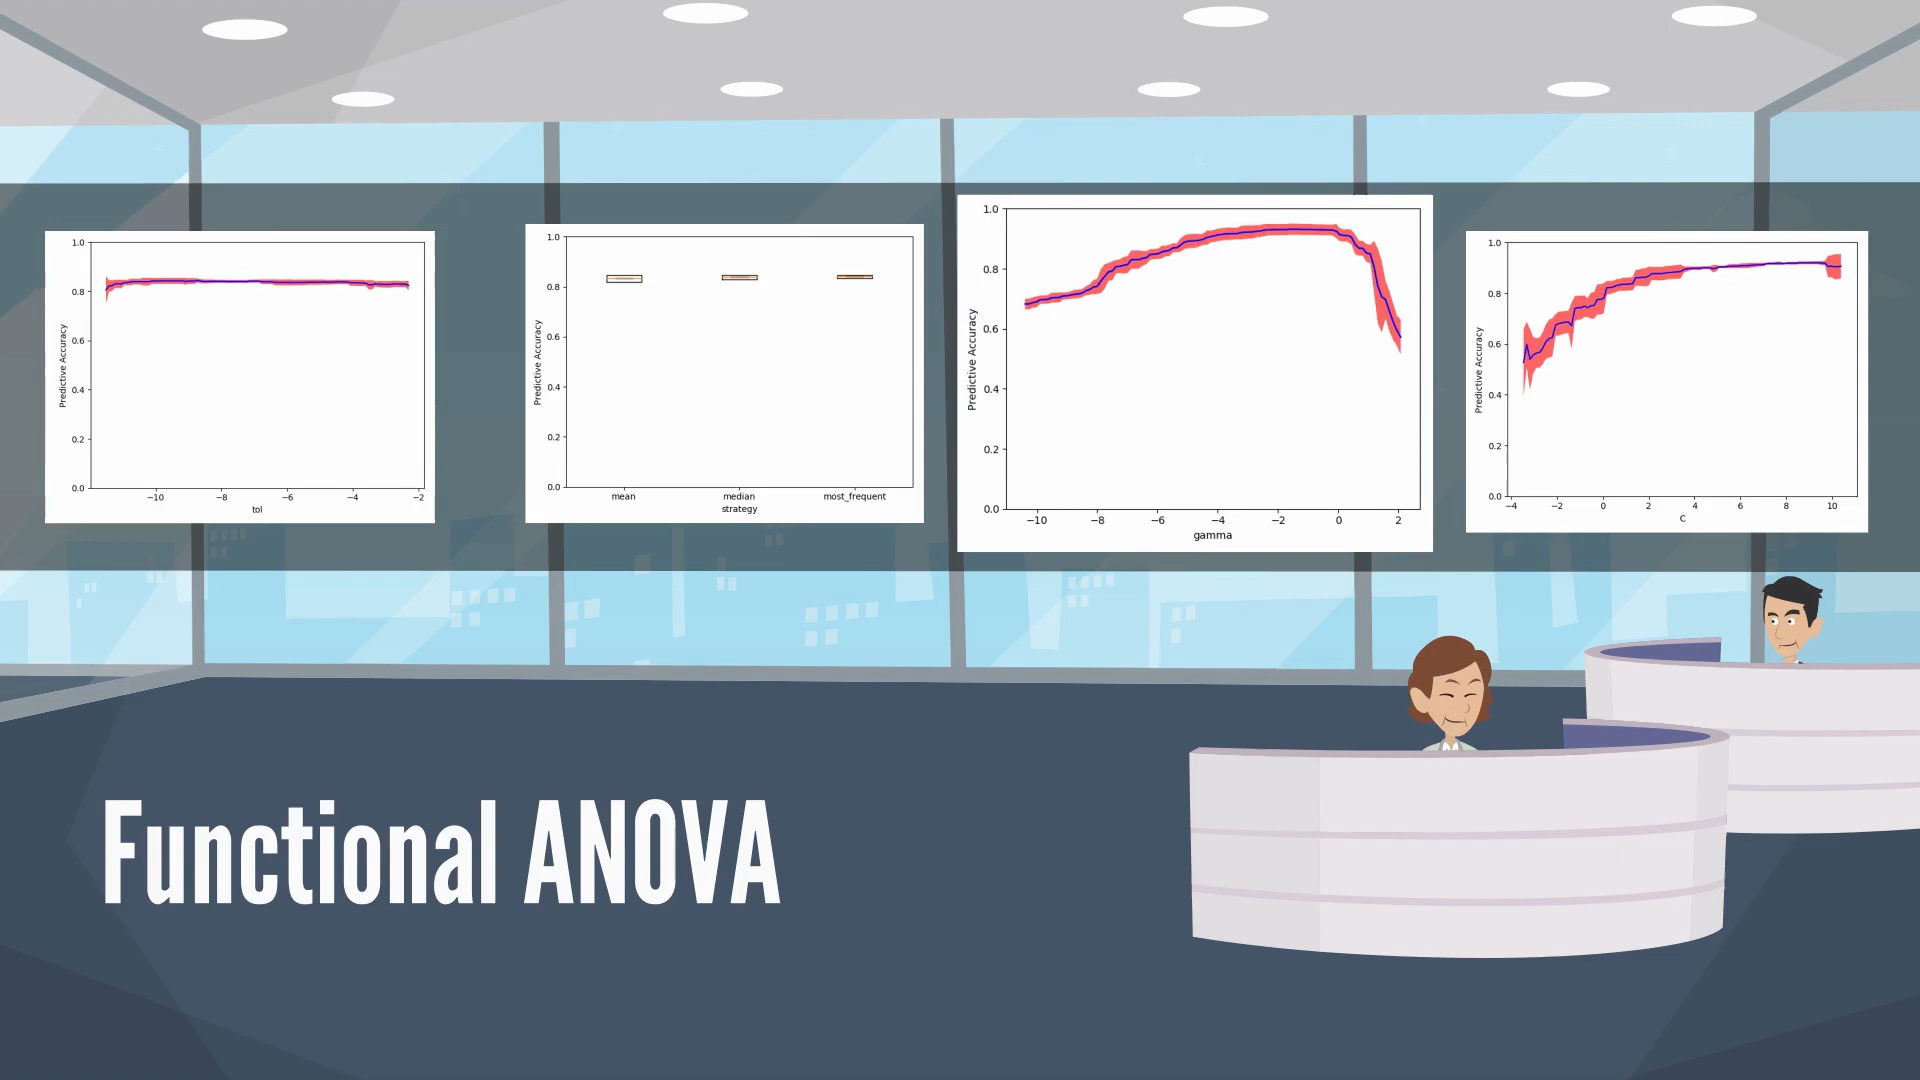 1.0
0.8
0.6
0.4
0.2
0.0
Predictive Accuracy
−10 −8 −6 −4 −2
tol
1.0
0.8
0.6
0.4
0.2
0.0
Predictive Accuracy
mean median most_frequent
strategy
1.0
0.8
0.6
0.4
0.2
0.0
Predictive Accuracy
−10 −8 −6 −4 −2 0 2
gamma
1.0
0.8
0.6
0.4
0.2
0.0
Predictive Accuracy
−4 −2 0 2 4 6 8 10
C
Functional ANOVA